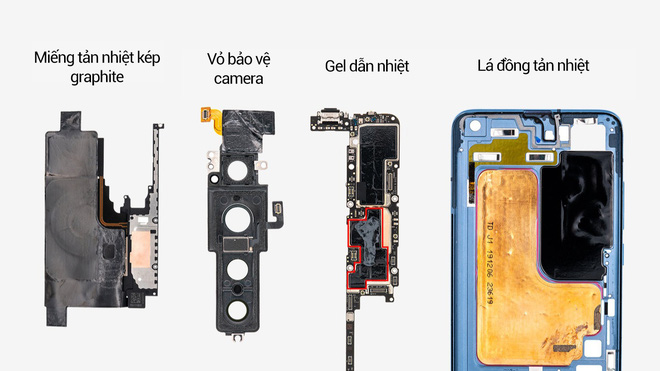 Miếng tản nhiệt kép
graphite
Vỏ bảo vệ
camera
Gel dẫn nhiệt
Lá đồng tản nhiệt
TD J1 191206 23619